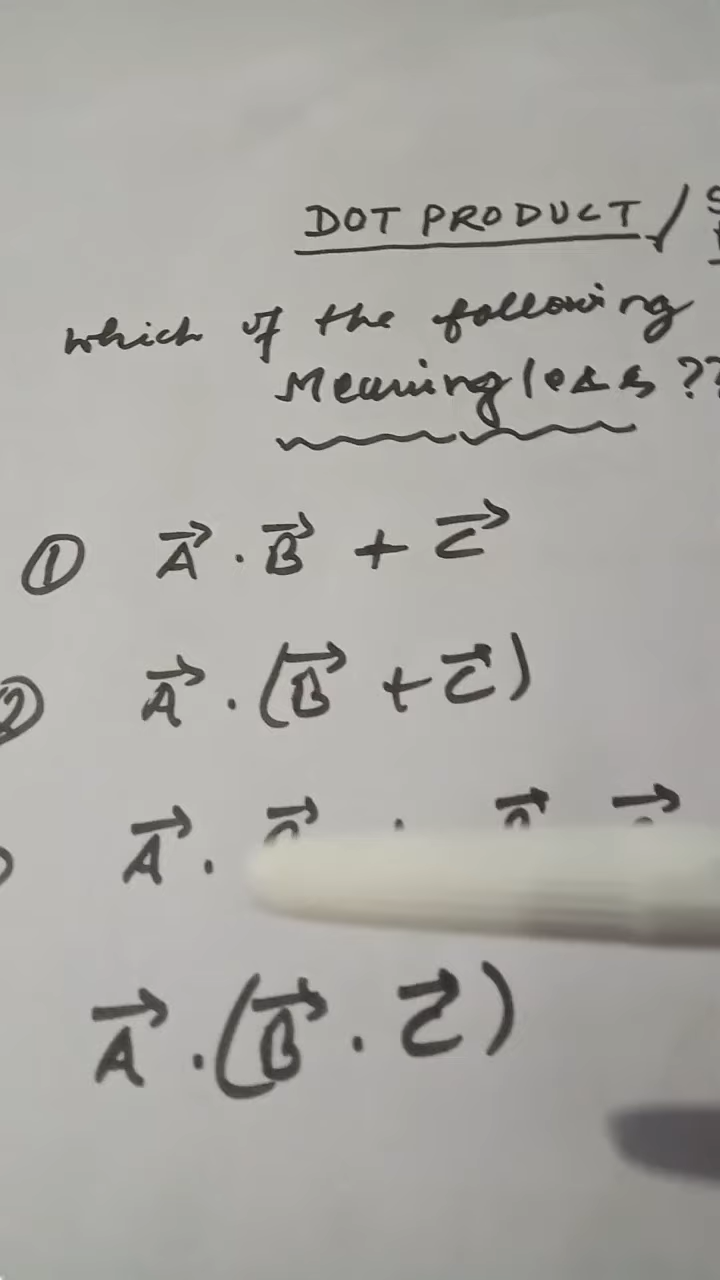 DOT PRODUCT /
which of the following
Meaningless ??
① A⃗ . B⃗ + C⃗
② A⃗ . (B⃗ + C⃗)
A⃗ .
A⃗ . (B⃗ . C⃗)